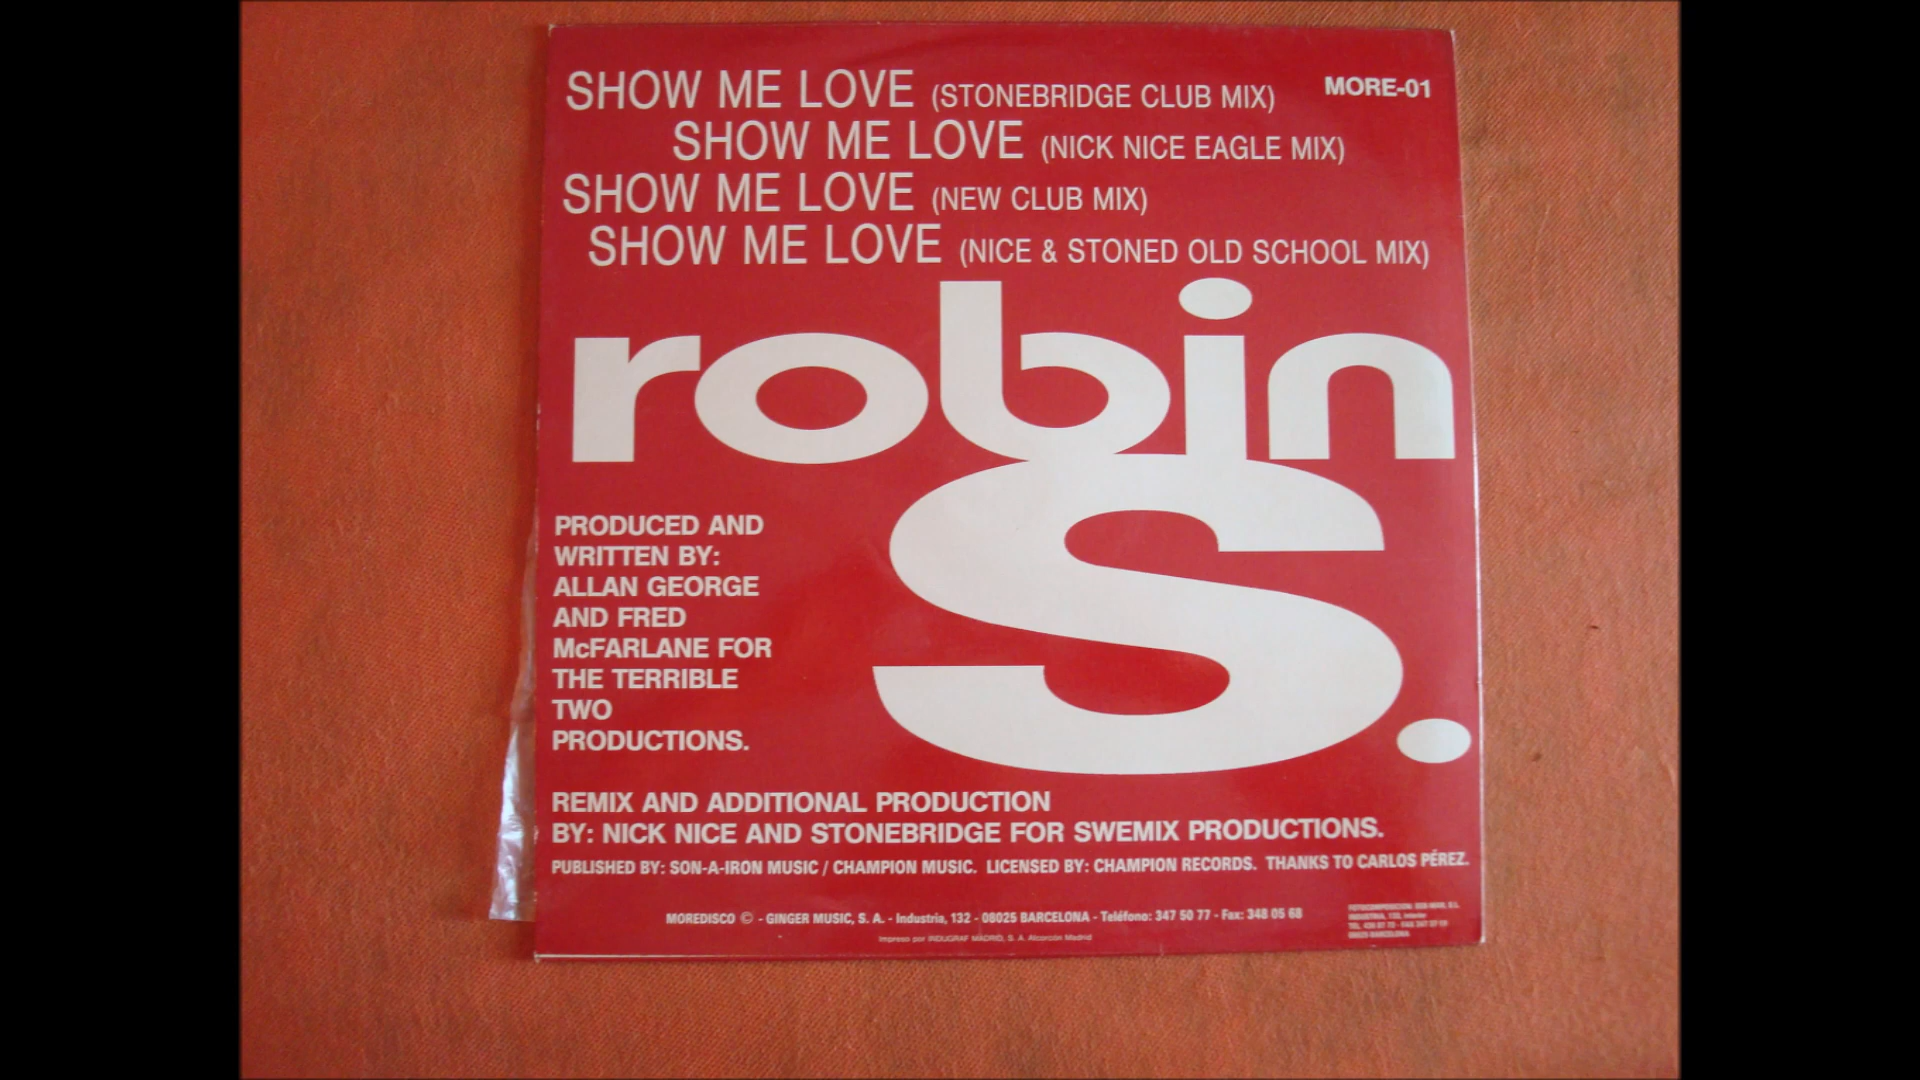 SHOW ME LOVE (STONEBRIDGE CLUB MIX) MORE-01
SHOW ME LOVE (NICK NICE EAGLE MIX)
SHOW ME LOVE (NEW CLUB MIX)
SHOW ME LOVE (NICE & STONED OLD SCHOOL MIX)
robin
S.
PRODUCED AND
WRITTEN BY:
ALLAN GEORGE
AND FRED
McFARLANE FOR
THE TERRIBLE
TWO
PRODUCTIONS.
REMIX AND ADDITIONAL PRODUCTION
BY: NICK NICE AND STONEBRIDGE FOR SWEMIX PRODUCTIONS.
PUBLISHED BY: SON-A-IRON MUSIC / CHAMPION MUSIC. LICENSED BY: CHAMPION RECORDS. THANKS TO CARLOS PÉREZ.
MOREDISCO © - GINGER MUSIC, S. A. - Industria, 132 - 08025 BARCELONA - Teléfono: 347 50 77 - Fax: 348 05 68
Impreso por INDUGRAF MADRID, S. A. Alcorcón Madrid
FOTOCOMPOSICION:
INDUSTRIA,
08025 BARCELONA